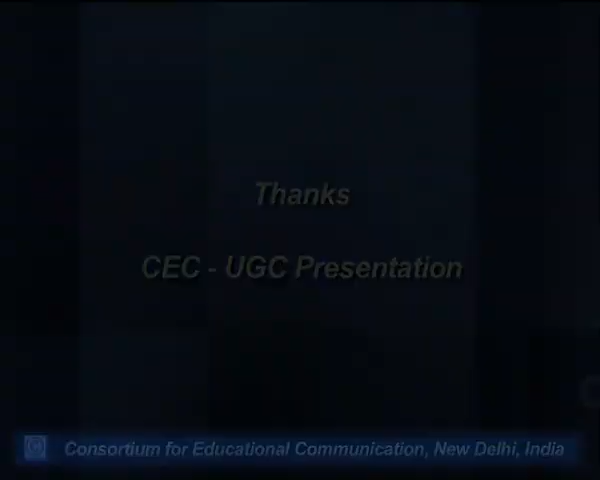 Thanks
CEC - UGC Presentation
Consortium for Educational Communication, New Delhi, India